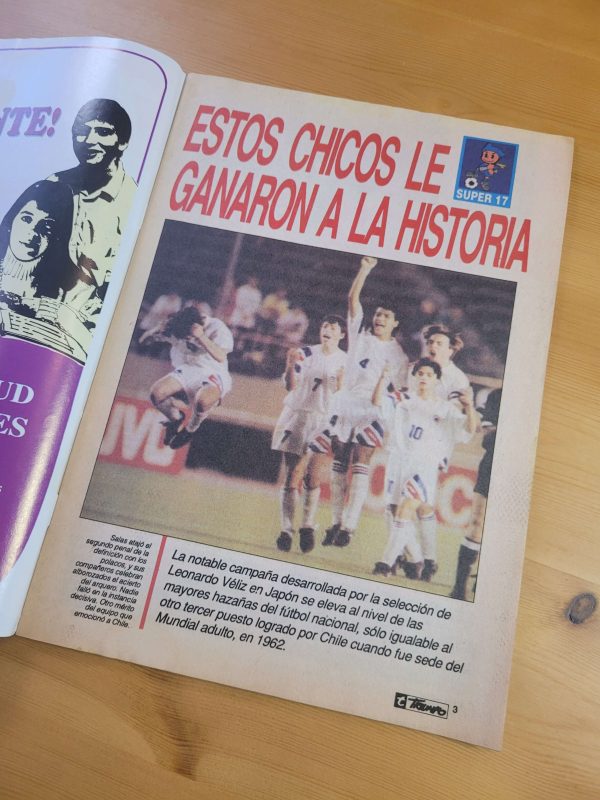 NTE!
UD
ES
ESTOS CHICOS LE
GANARON A LA HISTORIA
SUPER 17
7
4
10
JVC
Salas atajó el
segundo penal de la
definición con los
polacos, y sus
compañeros celebran
alborozados el acierto
del arquero. Nadie
falló en la instancia
decisiva. Otro mérito
del equipo que
emocionó a Chile.
La notable campaña desarrollada por la selección de
Leonardo Véliz en Japón se eleva al nivel de las
mayores hazañas del fútbol nacional, sólo igualable al
otro tercer puesto logrado por Chile cuando fue sede del
Mundial adulto, en 1962.
t Triunfo
3